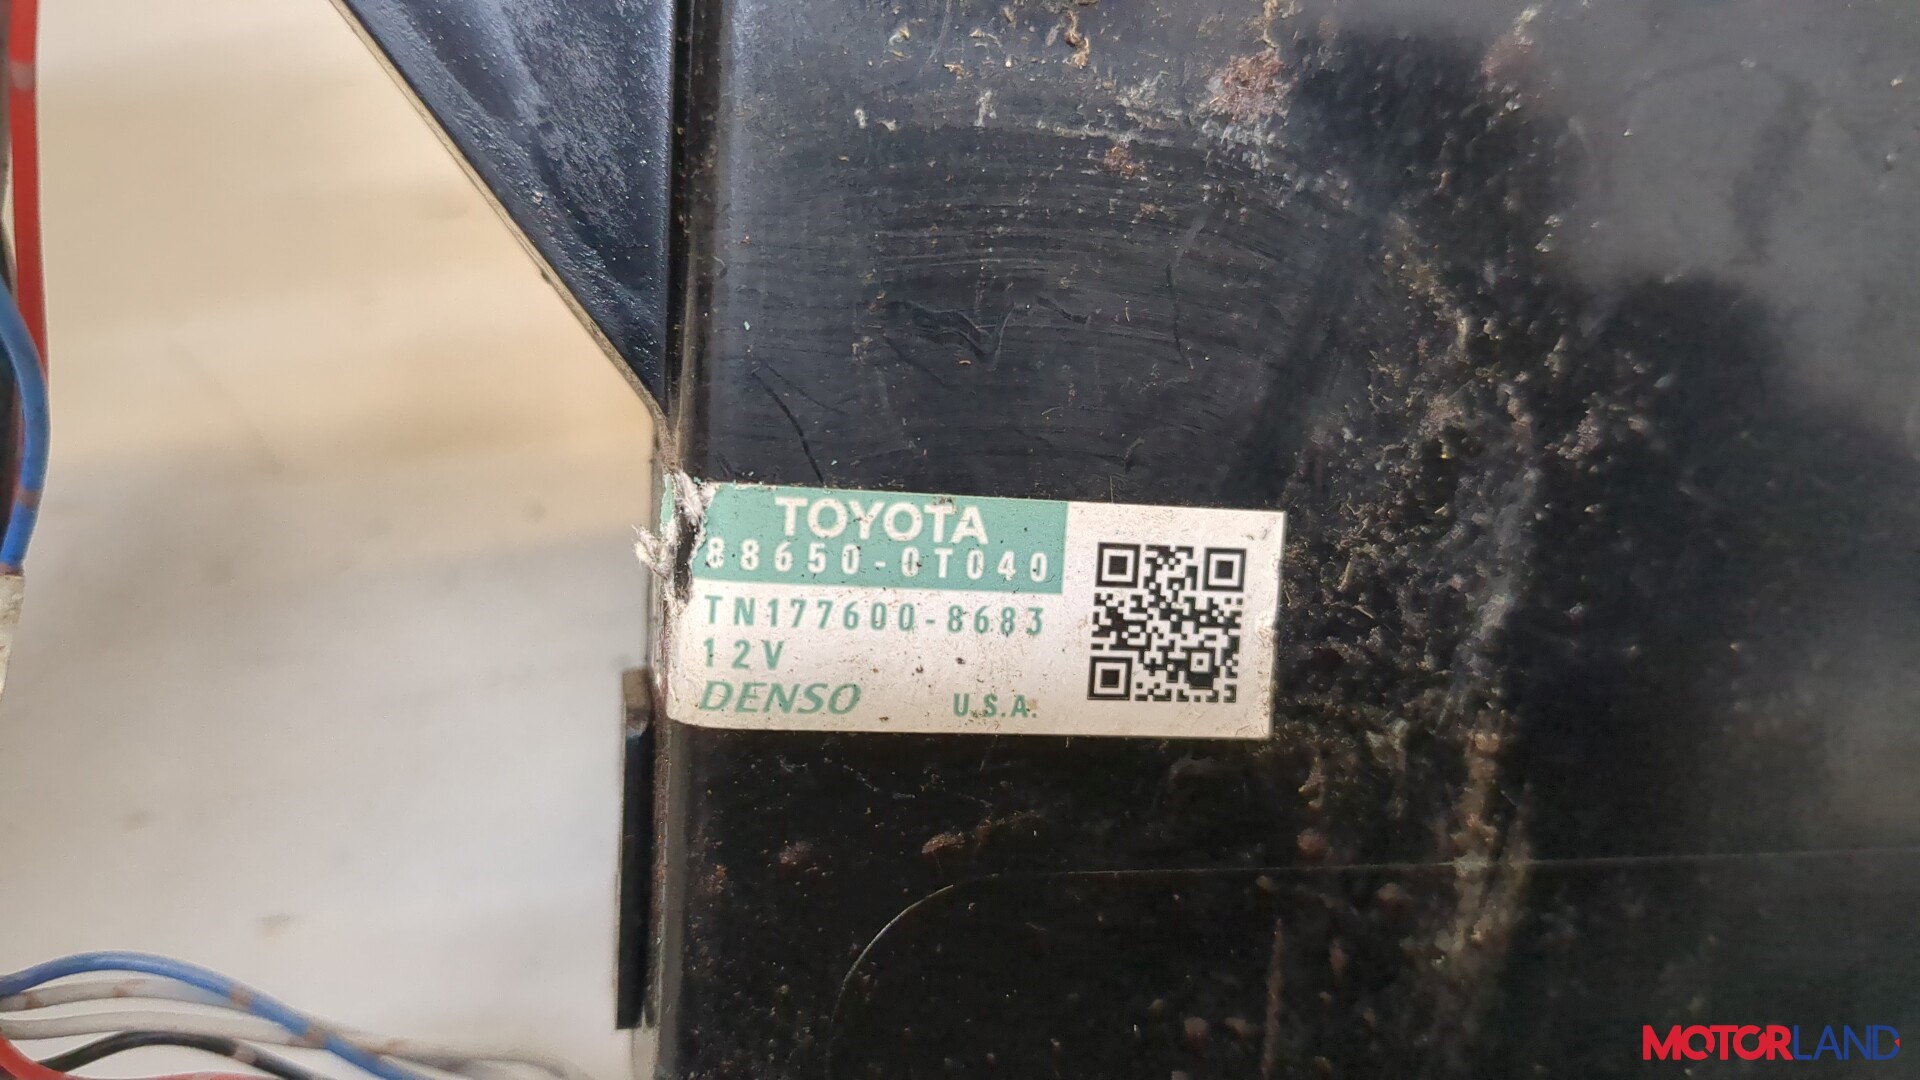 TOYOTA
88650-0T040
TN177600-8683
12V
DENSO
U.S.A.
MOTORLAND